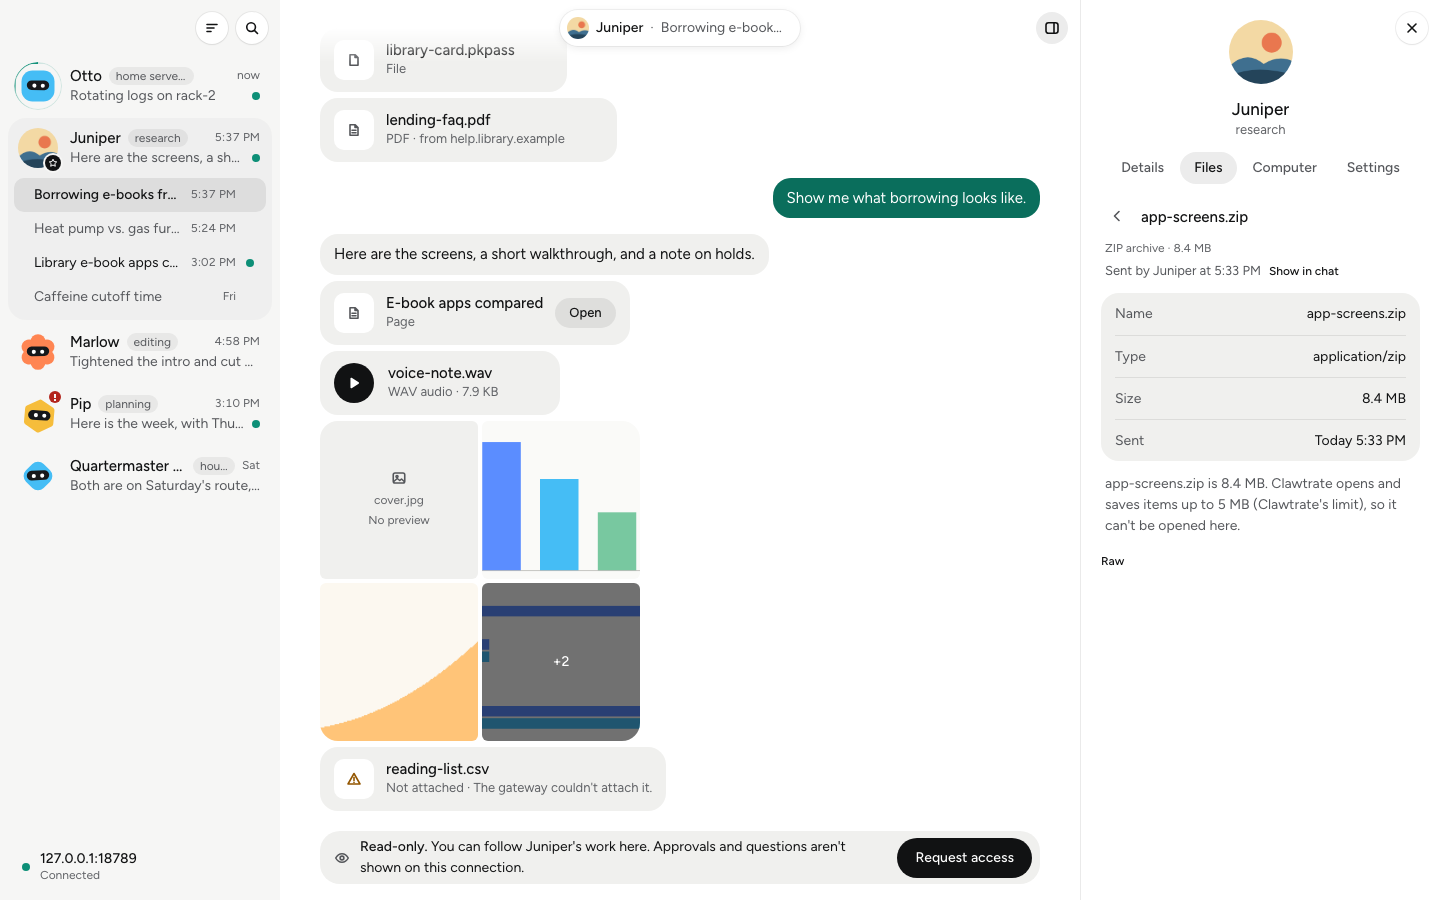 Otto home serve... now
Rotating logs on rack-2
Juniper research 5:37 PM
Here are the screens, a sh...
Borrowing e-books fr... 5:37 PM
Heat pump vs. gas fur... 5:24 PM
Library e-book apps c... 3:02 PM
Caffeine cutoff time Fri
Marlow editing 4:58 PM
Tightened the intro and cut ...
Pip planning 3:10 PM
Here is the week, with Thu...
Quartermaster ... hou... Sat
Both are on Saturday's route,...
127.0.0.1:18789
Connected
Juniper · Borrowing e-book...
library-card.pkpass
File
lending-faq.pdf
PDF · from help.library.example
Show me what borrowing looks like.
Here are the screens, a short walkthrough, and a note on holds.
E-book apps compared
Page
Open
voice-note.wav
WAV audio · 7.9 KB
cover.jpg
No preview
+2
reading-list.csv
Not attached · The gateway couldn't attach it.
Read-only. You can follow Juniper's work here. Approvals and questions aren't
shown on this connection.
Request access
Juniper
research
Details Files Computer Settings
app-screens.zip
ZIP archive · 8.4 MB
Sent by Juniper at 5:33 PM Show in chat
Name app-screens.zip
Type application/zip
Size 8.4 MB
Sent Today 5:33 PM
app-screens.zip is 8.4 MB. Clawtrate opens and
saves items up to 5 MB (Clawtrate's limit), so it
can't be opened here.
Raw